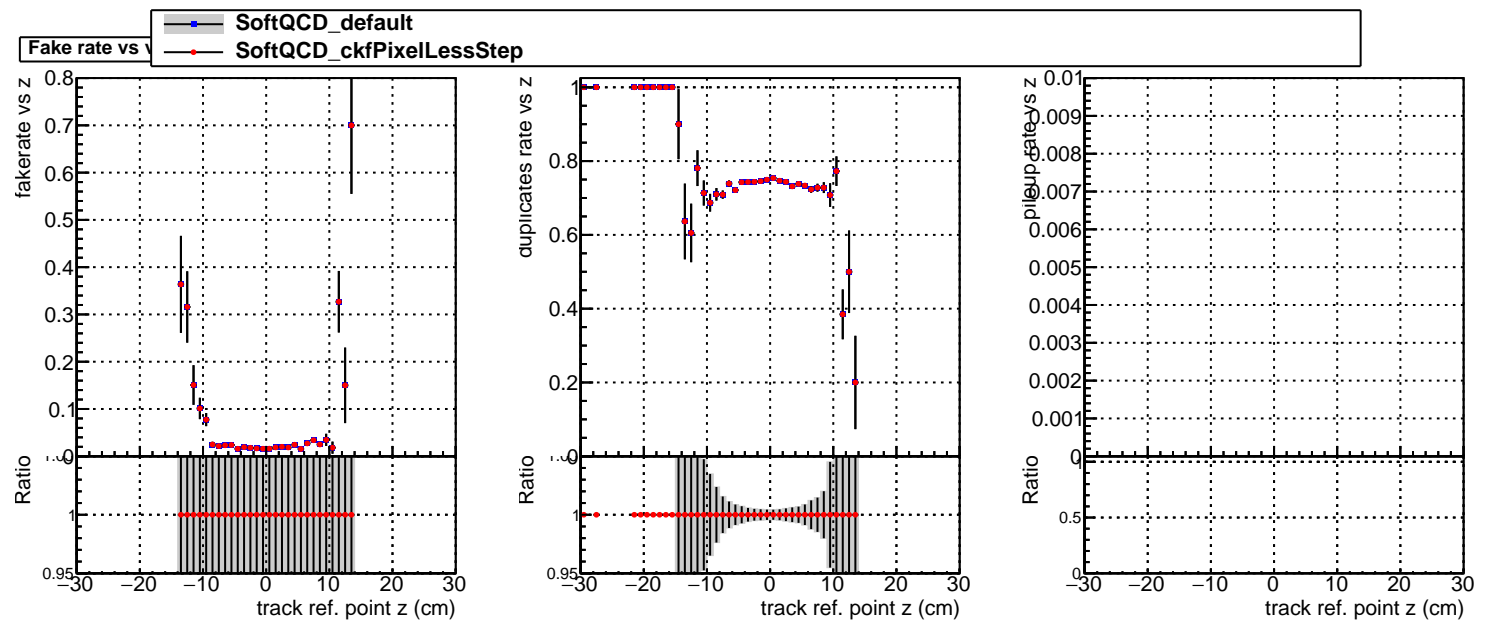 SoftQCD_default
SoftQCD_ckfPixelLessStep
Fake rate vs v
fakerate vs z
0.8
0.7
0.6
0.5
0.4
0.3
0.2
0.1
0
Ratio
1
0.95
−30 −20 −10 0 10 20 30
track ref. point z (cm)
duplicates rate vs z
1
0.8
0.6
0.4
0.2
0
Ratio
1
0.95
−30 −20 −10 0 10 20 30
track ref. point z (cm)
pileup rate vs z
0.01
0.009
0.008
0.007
0.006
0.005
0.004
0.003
0.002
0.001
0
Ratio
1
0.5
0
−30 −20 −10 0 10 20 30
track ref. point z (cm)